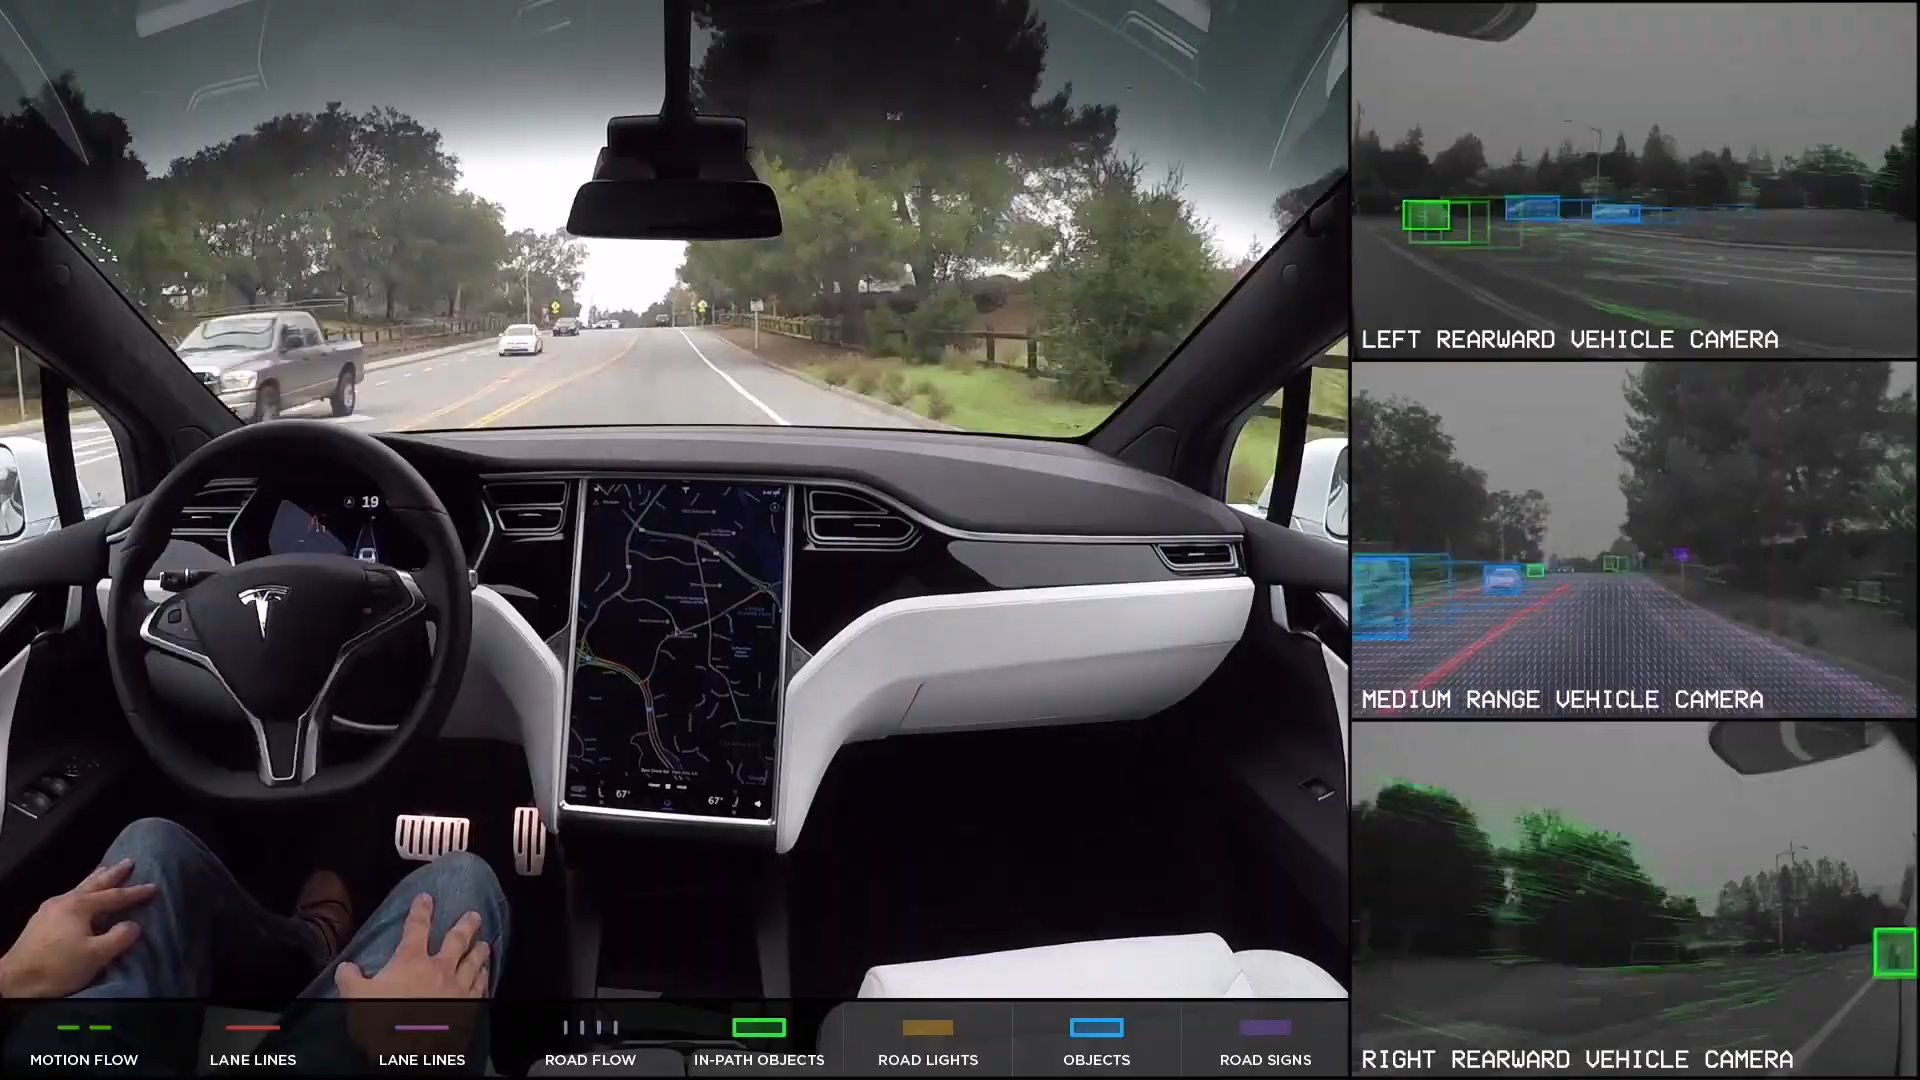 LEFT REARWARD VEHICLE CAMERA
19
MEDIUM RANGE VEHICLE CAMERA
67°
67°
MOTION FLOW
LANE LINES
LANE LINES
ROAD FLOW
IN-PATH OBJECTS
ROAD LIGHTS
OBJECTS
ROAD SIGNS
RIGHT REARWARD VEHICLE CAMERA